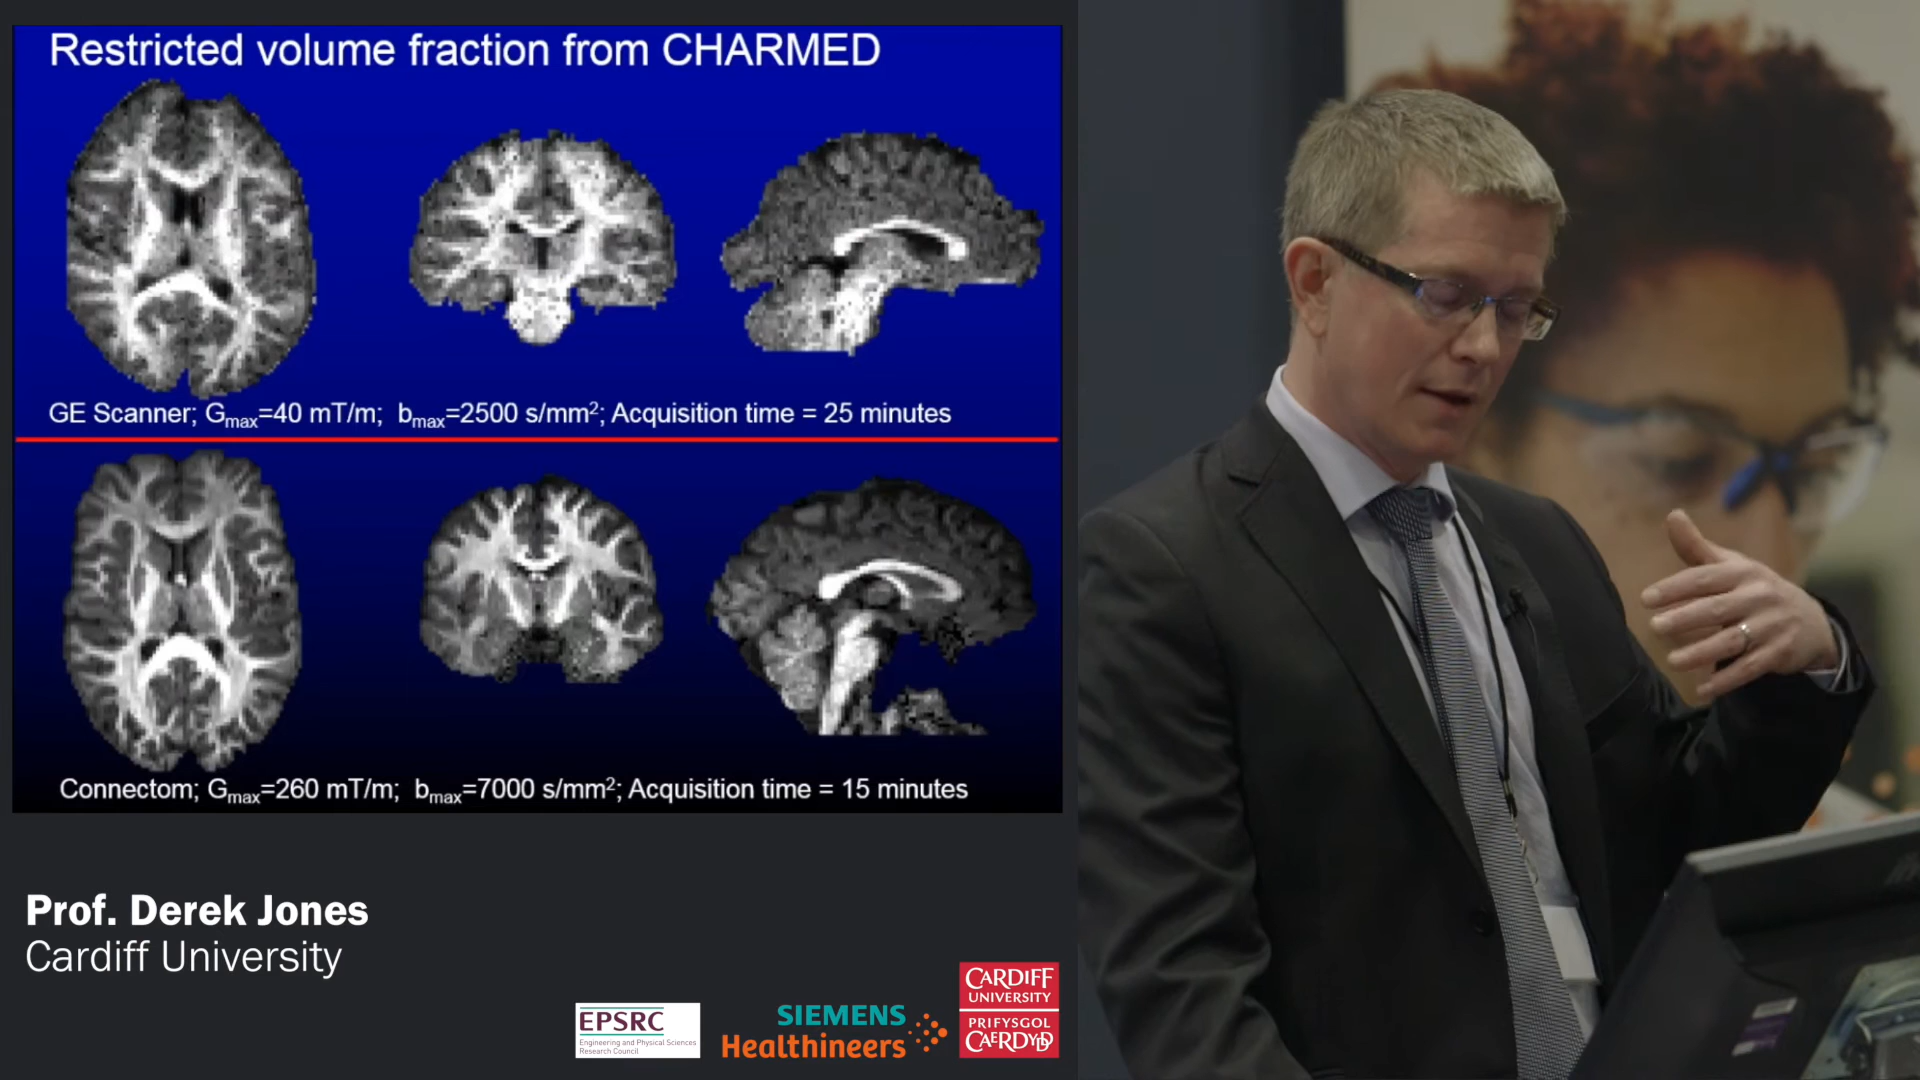 Restricted volume fraction from CHARMED
GE Scanner; Gmax=40 mT/m; bmax=2500 s/mm²; Acquisition time = 25 minutes
Connectom; Gmax=260 mT/m; bmax=7000 s/mm²; Acquisition time = 15 minutes
Prof. Derek Jones
Cardiff University
EPSRC
Engineering and Physical Sciences
Research Council
SIEMENS
Healthineers
CARDIFF
UNIVERSITY
PRIFYSGOL
CAERDYDD